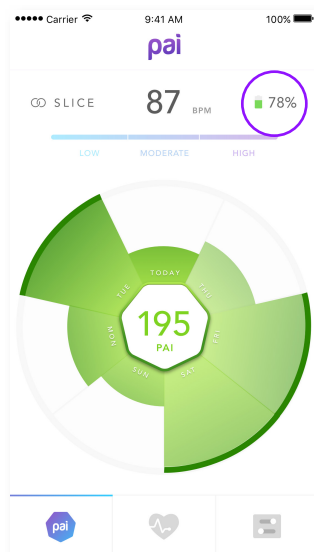 Carrier 9:41 AM 100%
pai
SLICE 87 BPM 78%
LOW MODERATE HIGH
TODAY
TUE THU
MON FRI
195
PAI
SUN SAT
pai